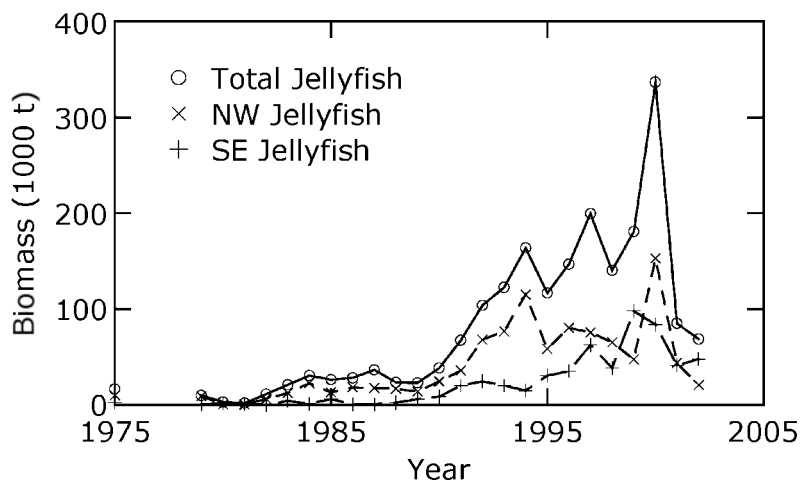 400
Total Jellyfish
NW Jellyfish
SE Jellyfish
300
200
100
0
Biomass (1000 t)
1975
1985
1995
2005
Year